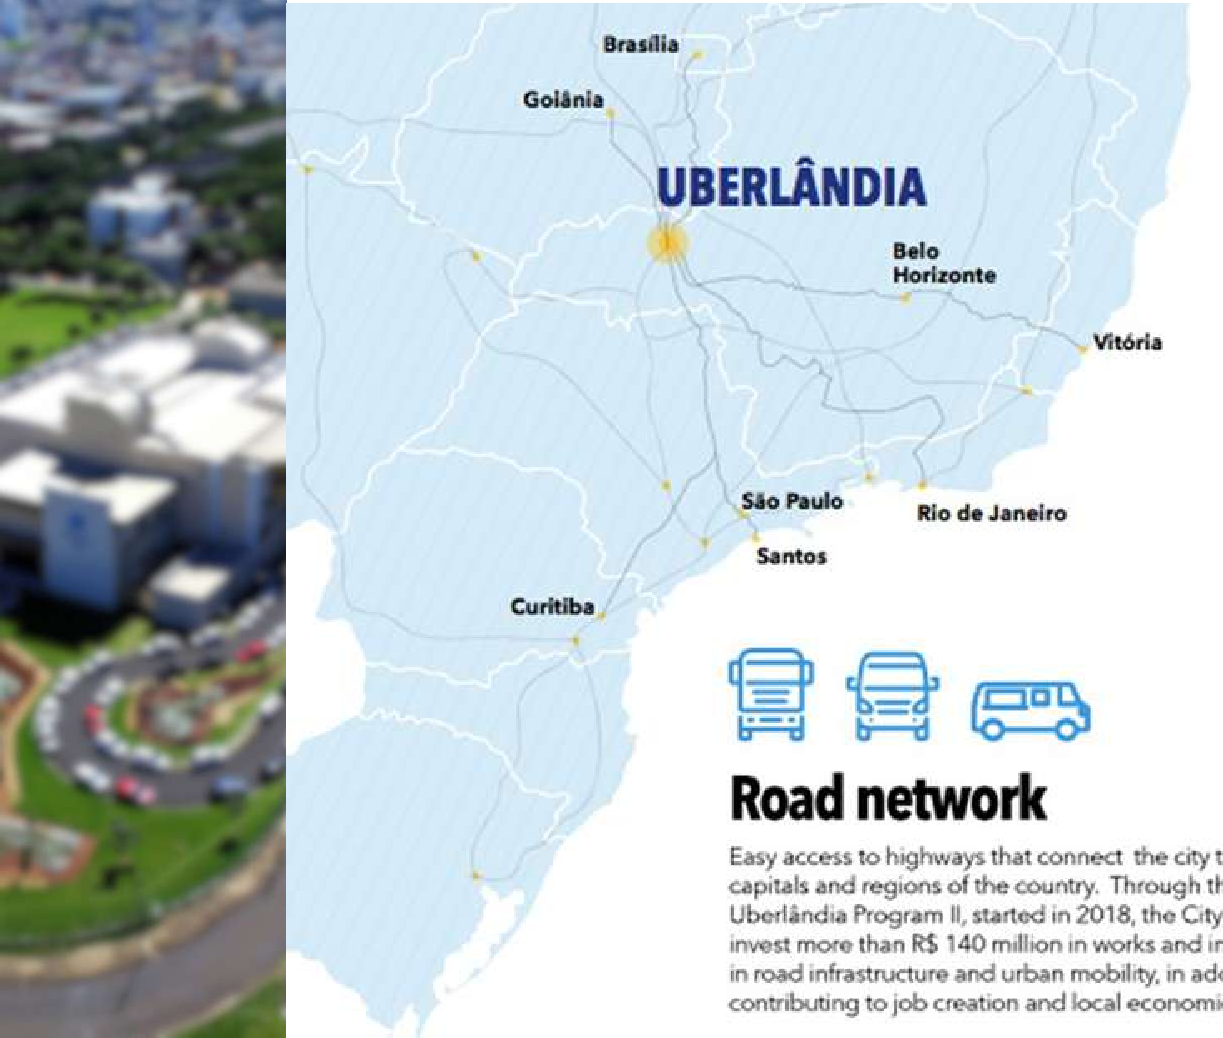 Brasília
Goiânia
UBERLÂNDIA
Belo
Horizonte
Vitória
São Paulo
Rio de Janeiro
Santos
Curitiba
Road network
Easy access to highways that connect the city
capitals and regions of the country. Through
Uberlândia Program II, started in 2018, the City
invest more than R$ 140 million in works and
in road infrastructure and urban mobility, in
contributing to job creation and local